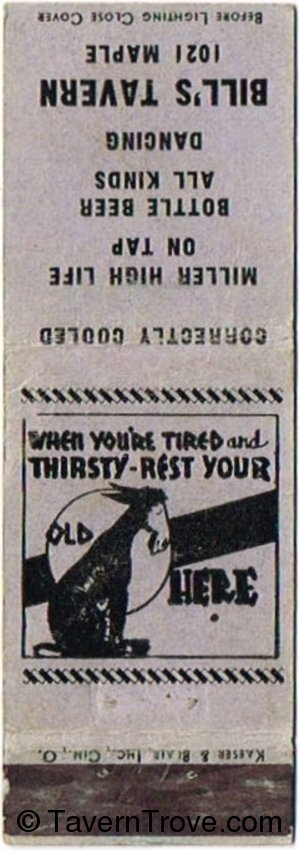 CORRECTLY COOLED
MILLER HIGH LIFE
ON TAP
BOTTLE BEER
ALL KINDS
DANCING
BILL'S TAVERN
1021 MAPLE
BEFORE LIGHTING CLOSE COVER
WHEN YOU'RE TIRED and
THIRSTY-REST YOUR
OLD
HERE
KAESER & BLAIR, INC., CIN., O.
© TavernTrove.com